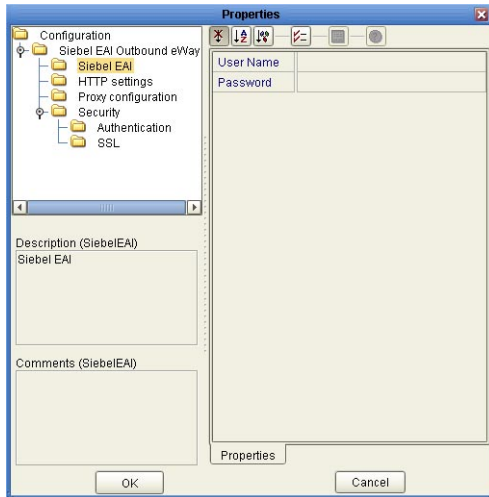 Properties
Configuration
Siebel EAI Outbound eWay
Siebel EAI
HTTP settings
Proxy configuration
Security
Authentication
SSL
Description (SiebelEAI)
Siebel EAI
Comments (SiebelEAI)
User Name
Password
Properties
OK
Cancel